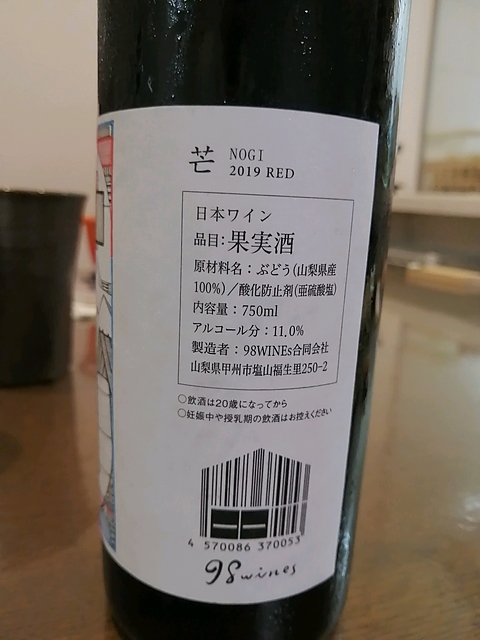 芒 NOGI
2019 RED
日本ワイン
品目:果実酒
原材料名：ぶどう(山梨県産
100%)／酸化防止剤(亜硫酸塩)
内容量：750ml
アルコール分：11.0%
製造者：98WINEs合同会社
山梨県甲州市塩山福生里250-2
○飲酒は20歳になってから
○妊娠中や授乳期の飲酒はお控えください
4 570086 370053
98wines